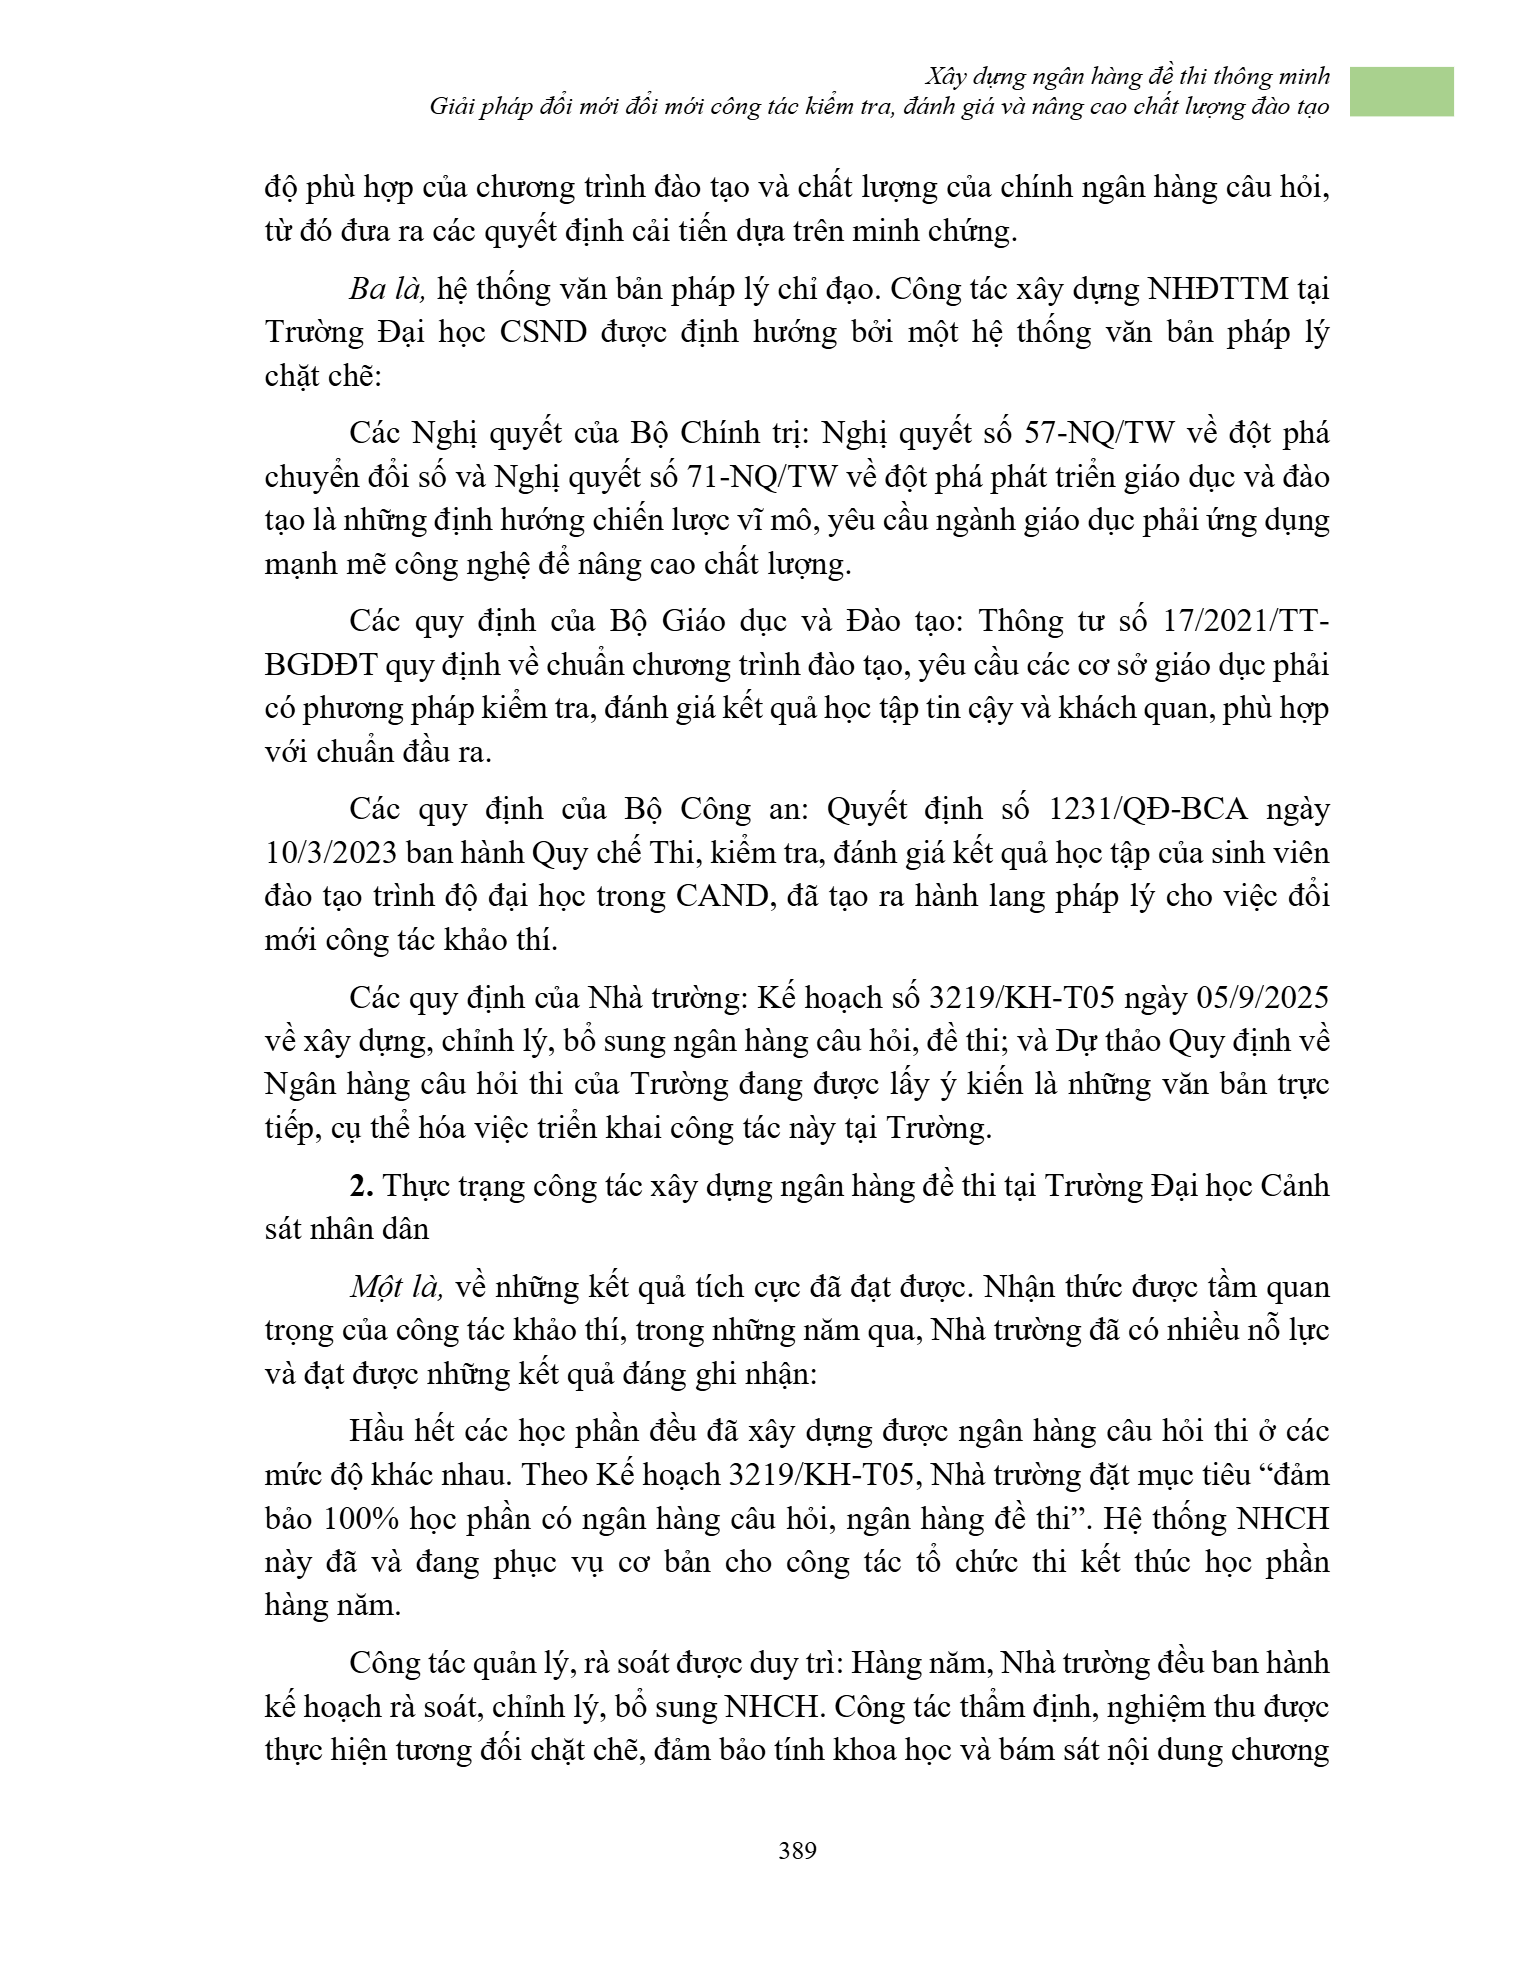 Xây dựng ngân hàng đề thi thông minh
Giải pháp đổi mới đổi mới công tác kiểm tra, đánh giá và nâng cao chất lượng đào tạo
độ phù hợp của chương trình đào tạo và chất lượng của chính ngân hàng câu hỏi,
từ đó đưa ra các quyết định cải tiến dựa trên minh chứng.
Ba là, hệ thống văn bản pháp lý chỉ đạo. Công tác xây dựng NHĐTTM tại
Trường Đại học CSND được định hướng bởi một hệ thống văn bản pháp lý
chặt chẽ:
Các Nghị quyết của Bộ Chính trị: Nghị quyết số 57-NQ/TW về đột phá
chuyển đổi số và Nghị quyết số 71-NQ/TW về đột phá phát triển giáo dục và đào
tạo là những định hướng chiến lược vĩ mô, yêu cầu ngành giáo dục phải ứng dụng
mạnh mẽ công nghệ để nâng cao chất lượng.
Các quy định của Bộ Giáo dục và Đào tạo: Thông tư số 17/2021/TT-
BGDĐT quy định về chuẩn chương trình đào tạo, yêu cầu các cơ sở giáo dục phải
có phương pháp kiểm tra, đánh giá kết quả học tập tin cậy và khách quan, phù hợp
với chuẩn đầu ra.
Các quy định của Bộ Công an: Quyết định số 1231/QĐ-BCA ngày
10/3/2023 ban hành Quy chế Thi, kiểm tra, đánh giá kết quả học tập của sinh viên
đào tạo trình độ đại học trong CAND, đã tạo ra hành lang pháp lý cho việc đổi
mới công tác khảo thí.
Các quy định của Nhà trường: Kế hoạch số 3219/KH-T05 ngày 05/9/2025
về xây dựng, chỉnh lý, bổ sung ngân hàng câu hỏi, đề thi; và Dự thảo Quy định về
Ngân hàng câu hỏi thi của Trường đang được lấy ý kiến là những văn bản trực
tiếp, cụ thể hóa việc triển khai công tác này tại Trường.
2. Thực trạng công tác xây dựng ngân hàng đề thi tại Trường Đại học Cảnh
sát nhân dân
Một là, về những kết quả tích cực đã đạt được. Nhận thức được tầm quan
trọng của công tác khảo thí, trong những năm qua, Nhà trường đã có nhiều nỗ lực
và đạt được những kết quả đáng ghi nhận:
Hầu hết các học phần đều đã xây dựng được ngân hàng câu hỏi thi ở các
mức độ khác nhau. Theo Kế hoạch 3219/KH-T05, Nhà trường đặt mục tiêu “đảm
bảo 100% học phần có ngân hàng câu hỏi, ngân hàng đề thi”. Hệ thống NHCH
này đã và đang phục vụ cơ bản cho công tác tổ chức thi kết thúc học phần
hàng năm.
Công tác quản lý, rà soát được duy trì: Hàng năm, Nhà trường đều ban hành
kế hoạch rà soát, chỉnh lý, bổ sung NHCH. Công tác thẩm định, nghiệm thu được
thực hiện tương đối chặt chẽ, đảm bảo tính khoa học và bám sát nội dung chương
389